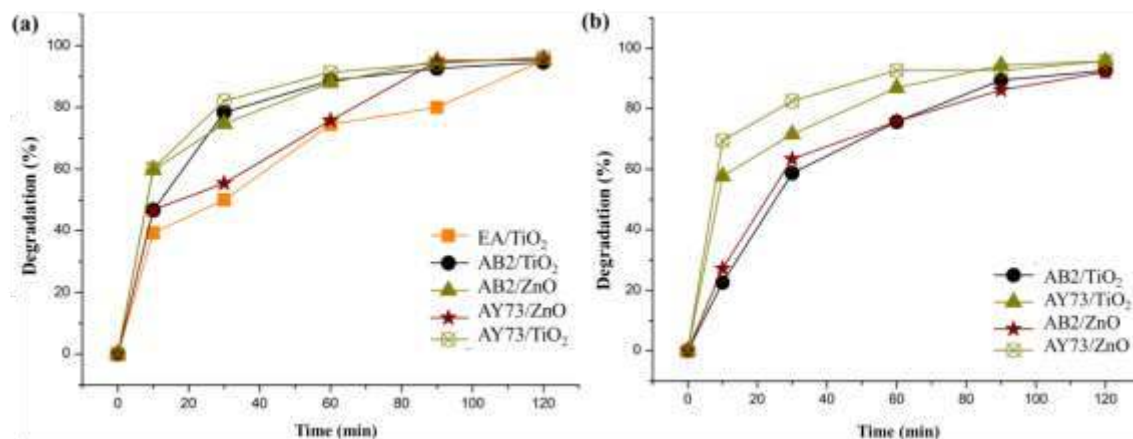 (a)
100
80
60
40
20
0
Degradation (%)
EA/TiO₂
AB2/TiO₂
AB2/ZnO
AY73/ZnO
AY73/TiO₂
0 20 40 60 80 100 120
Time (min)
(b)
100
80
60
40
20
0
Degradation (%)
AB2/TiO₂
AY73/TiO₂
AB2/ZnO
AY73/ZnO
0 20 40 60 80 100 120
Time (min)